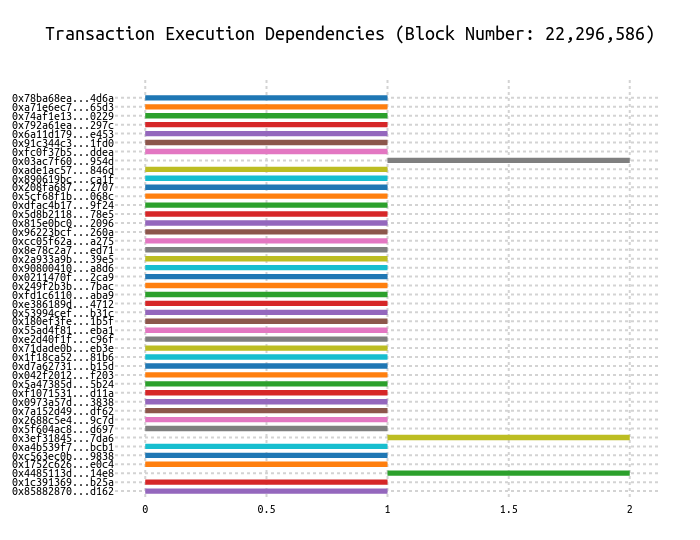 Transaction Execution Dependencies (Block Number: 22,296,586)
0x78ba68ea...4d6a
0xa71e6ec7...65d3
0x74af1e13...0229
0x792a61ea...297c
0x6a11d179...e453
0x91c344c3...1fd0
0xfc0f37b5...ddea
0x03ac7f60...954d
0xade1ac57...846d
0x890619bc...ca1f
0x208fa687...2707
0x5cf68f1b...068c
0xdfac4b17...9f24
0x5d8b2118...78e5
0x815e0bc0...2096
0x96223bcf...260a
0xcc05f62a...a275
0x8e78c2a7...ed71
0x2a933a9b...39e5
0x90800410...a8d6
0x0211470f...2ca9
0x249f2b3b...7bac
0xfd1c6110...aba9
0xe386189d...4712
0x53994cef...b31c
0x180ef3fe...1b5f
0x55ad4f81...eba1
0xe2d40f1f...c96f
0x71dade0b...eb3e
0x1f18ca52...81b6
0xd7a62731...b15d
0x042f2012...f203
0x5a47385d...5b24
0xf1071531...d11a
0x0973a57d...3838
0x7a152d49...df62
0x2688c5e4...9c7d
0x5f604ac8...d697
0x3ef31845...7da6
0xa4b539f7...bcb1
0xc563ec0b...9838
0x1752c626...e0c4
0x4485113d...14e8
0x1c391369...b25a
0x85882870...d162
0 0.5 1 1.5 2